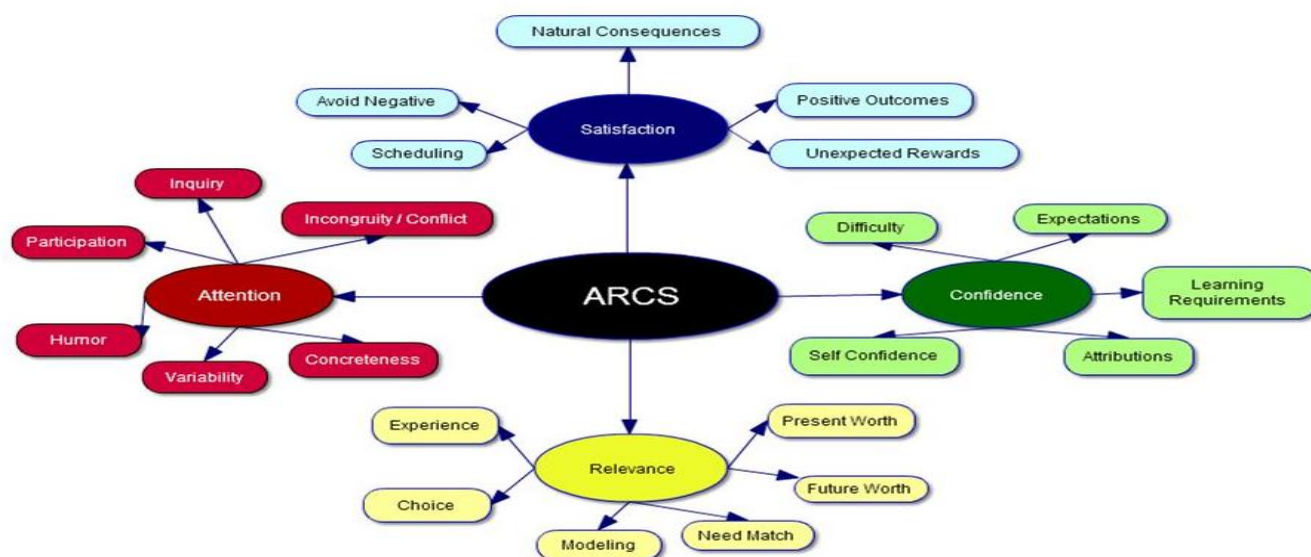 Natural Consequences
Avoid Negative
Positive Outcomes
Satisfaction
Scheduling
Unexpected Rewards
Inquiry
Incongruity / Conflict
Participation
Attention
Humor
Variability
Concreteness
ARCS
Difficulty
Expectations
Confidence
Learning
Requirements
Self Confidence
Attributions
Experience
Present Worth
Relevance
Choice
Future Worth
Modeling
Need Match